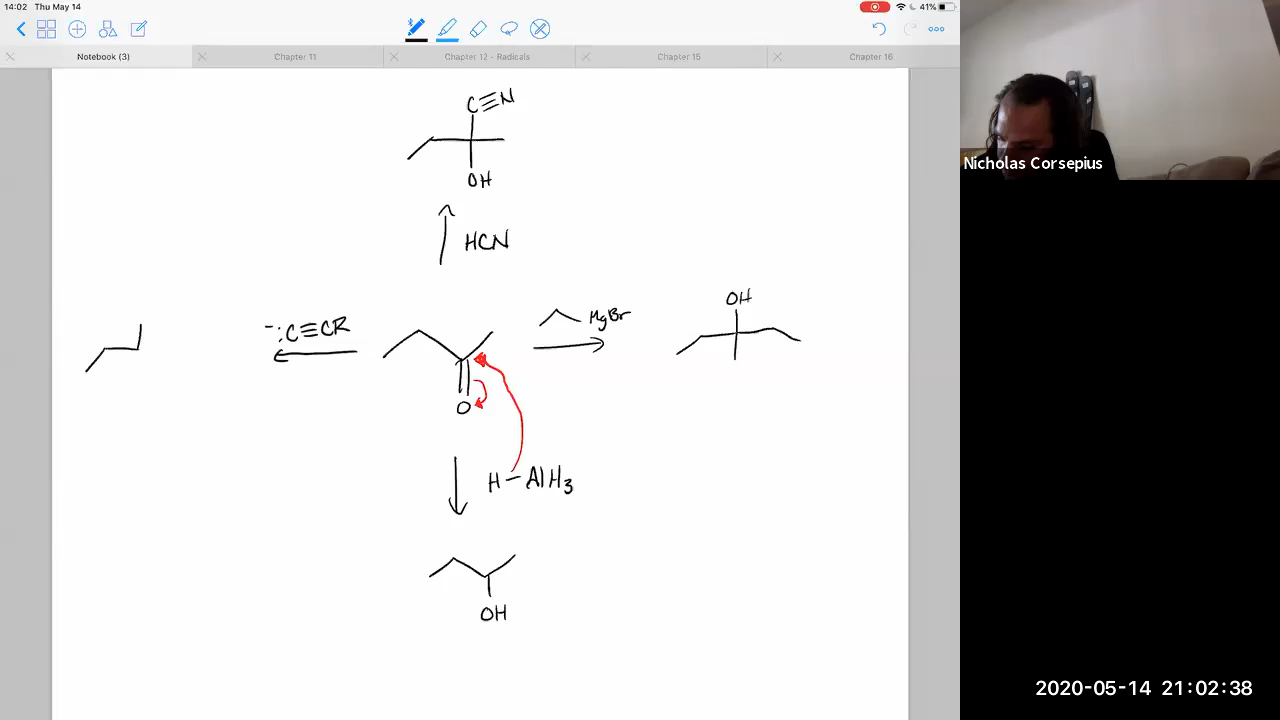 14:02 Thu May 14
41%
Notebook (3)
Chapter 11
Chapter 12 - Radicals
Chapter 15
Chapter 16
Nicholas Corsepius
C≡N
OH
HCN
⁻:C≡CR
MgBr
OH
O
H-AlH₃
OH
2020-05-14 21:02:38